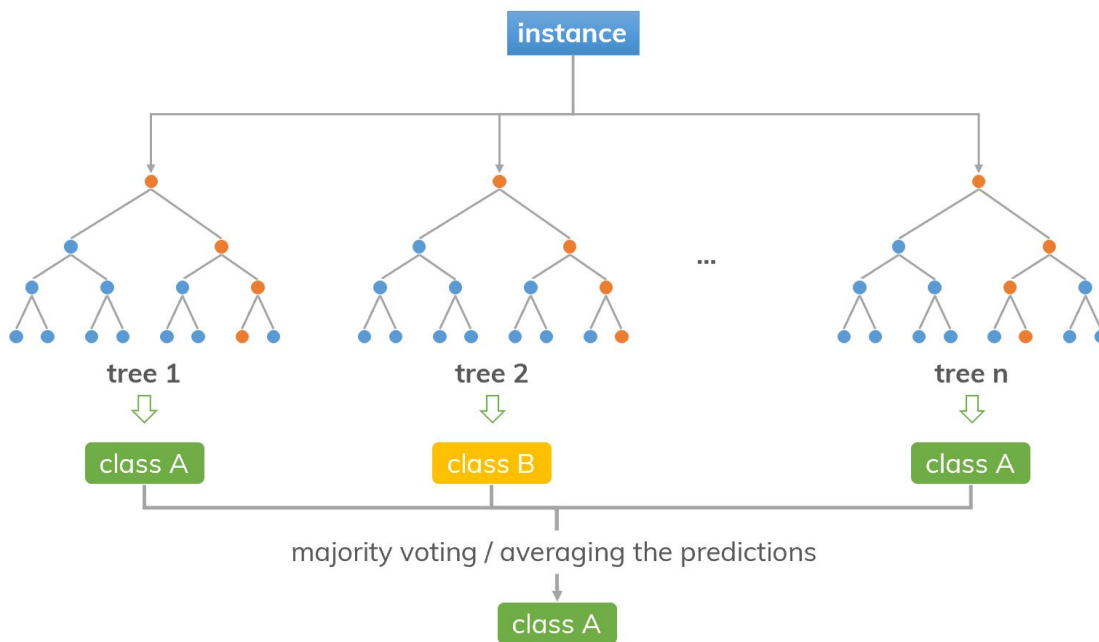 instance
...
tree 1
tree 2
tree n
class A
class B
class A
majority voting / averaging the predictions
class A